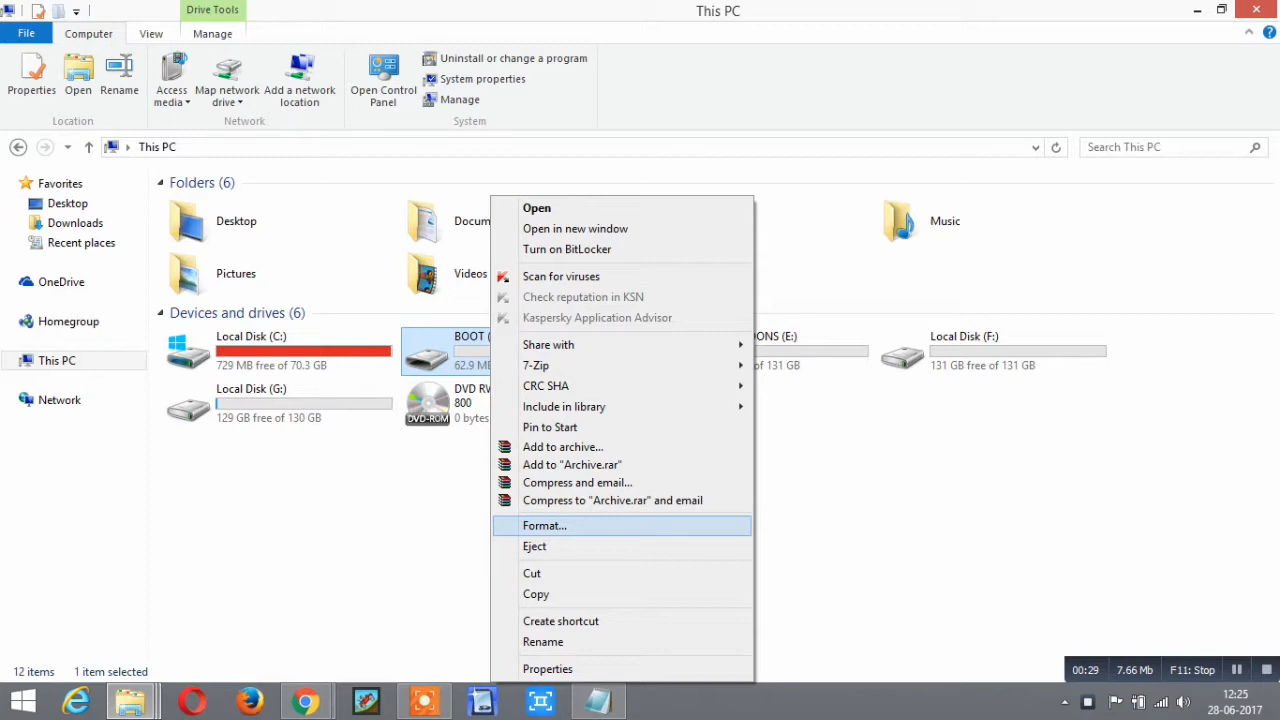 Drive Tools
This PC
File
Computer
View
Manage
Properties
Open
Rename
Access media
Map network drive
Add a network location
Open Control Panel
Uninstall or change a program
System properties
Manage
Location
Network
System
This PC
Search This PC
Favorites
Desktop
Downloads
Recent places
OneDrive
Homegroup
This PC
Network
Folders (6)
Desktop
Docum
Music
Pictures
Videos
Devices and drives (6)
Local Disk (C:)
729 MB free of 70.3 GB
BOOT (
62.9 MB
ONS (E:)
of 131 GB
Local Disk (F:)
131 GB free of 131 GB
Local Disk (G:)
129 GB free of 130 GB
DVD RW
800
0 bytes
DVD-ROM
Open
Open in new window
Turn on BitLocker
Scan for viruses
Check reputation in KSN
Kaspersky Application Advisor
Share with
7-Zip
CRC SHA
Include in library
Pin to Start
Add to archive...
Add to "Archive.rar"
Compress and email...
Compress to "Archive.rar" and email
Format...
Eject
Cut
Copy
Create shortcut
Rename
Properties
12 items
1 item selected
00:29
7.66 Mb
F11: Stop
12:25
28-06-2017